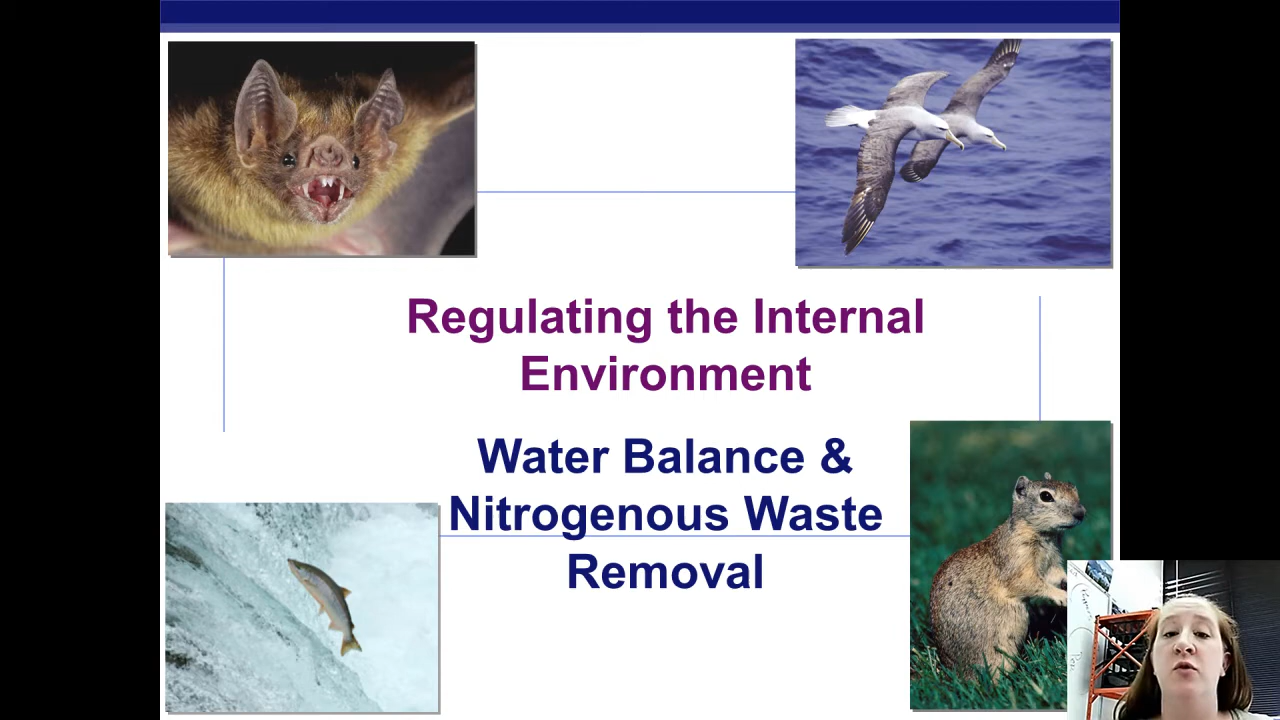 Regulating the Internal
Environment
Water Balance &
Nitrogenous Waste
Removal